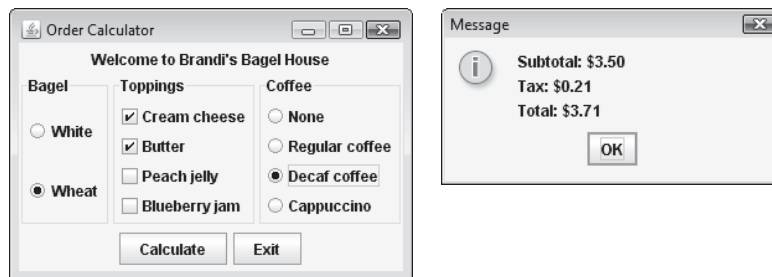 Order Calculator
Welcome to Brandi's Bagel House
Bagel
White
Wheat
Toppings
Cream cheese
Butter
Peach jelly
Blueberry jam
Coffee
None
Regular coffee
Decaf coffee
Cappuccino
Calculate
Exit
Message
Subtotal: $3.50
Tax: $0.21
Total: $3.71
OK